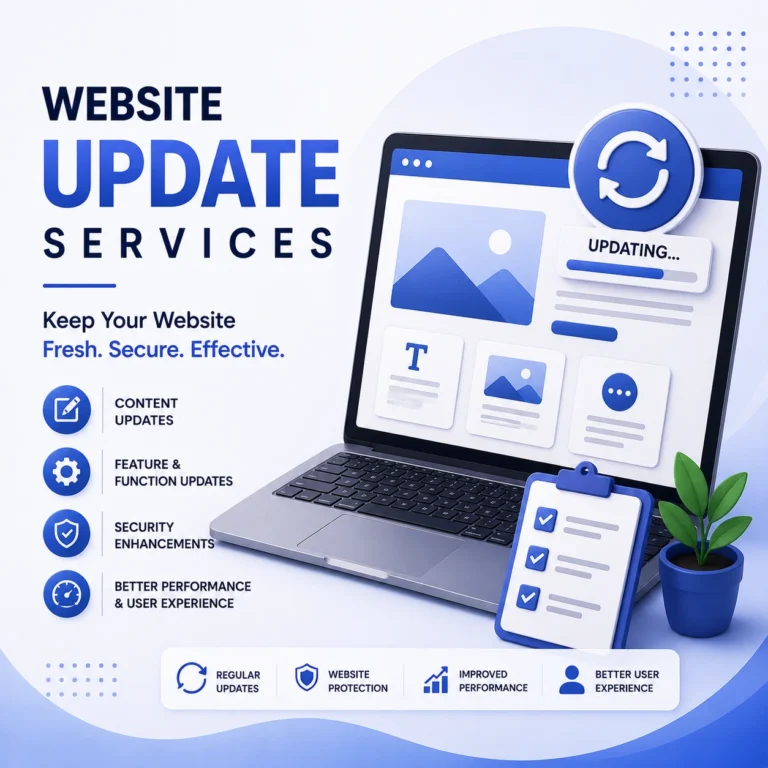 WEBSITE
UPDATE
SERVICES
Keep Your Website
Fresh. Secure. Effective.
CONTENT
UPDATES
FEATURE &
FUNCTION UPDATES
SECURITY
ENHANCEMENTS
BETTER PERFORMANCE
& USER EXPERIENCE
UPDATING...
T
REGULAR
UPDATES
WEBSITE
PROTECTION
IMPROVED
PERFORMANCE
BETTER USER
EXPERIENCE